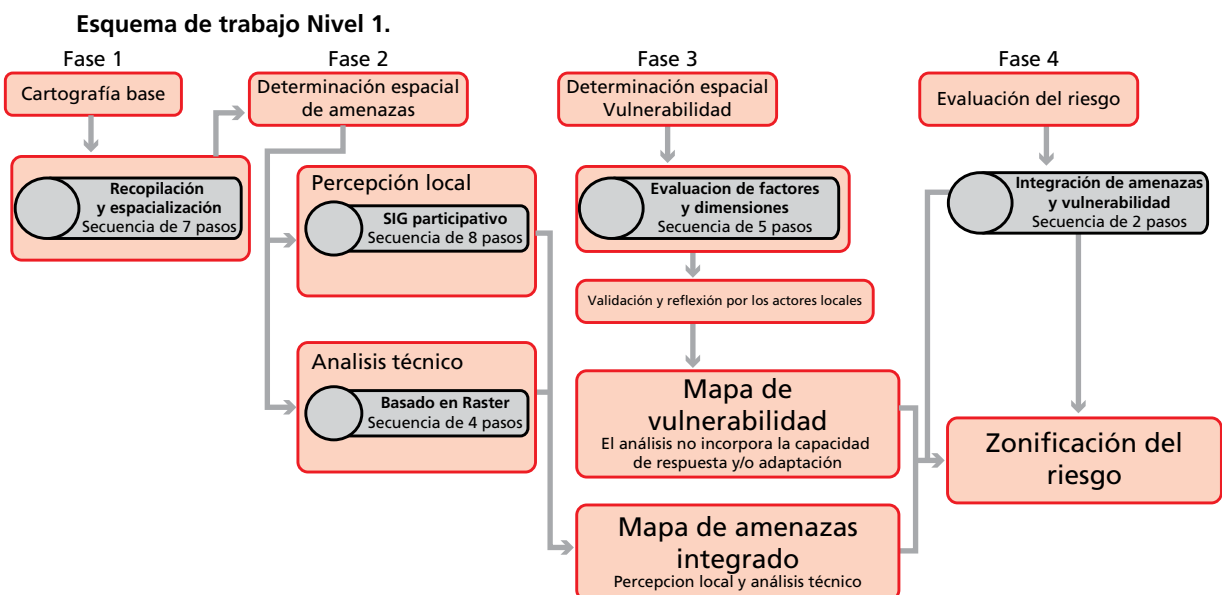 Esquema de trabajo Nivel 1.
Fase 1
Cartografía base
Recopilación
y espacialización
Secuencia de 7 pasos
Fase 2
Determinación espacial
de amenazas
Percepción local
SIG participativo
Secuencia de 8 pasos
Analisis técnico
Basado en Raster
Secuencia de 4 pasos
Fase 3
Determinación espacial
Vulnerabilidad
Evaluacion de factores
y dimensiones
Secuencia de 5 pasos
Validación y reflexión por los actores locales
Mapa de
vulnerabilidad
El análisis no incorpora la capacidad
de respuesta y/o adaptación
Mapa de amenazas
integrado
Percepcion local y análisis técnico
Fase 4
Evaluación del riesgo
Integración de amenazas
y vulnerabilidad
Secuencia de 2 pasos
Zonificación del
riesgo